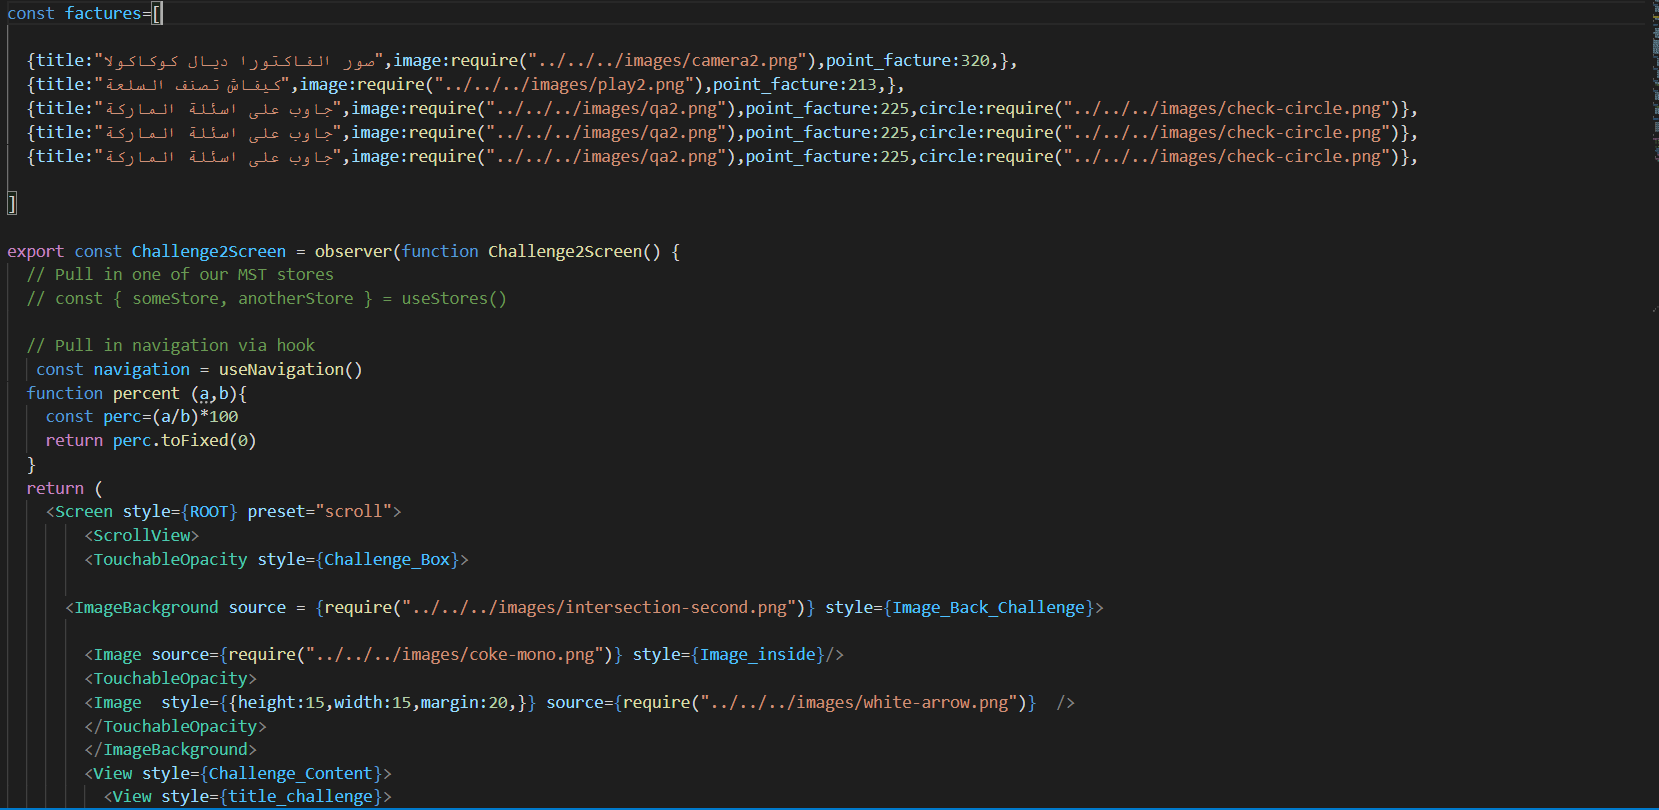 const factures=[
{title:"صور الفاكتورا ديال كوكاكولا",image:require("../../../images/camera2.png"),point_facture:320,},
{title:"كيفاش تصنف السلعة",image:require("../../../images/play2.png"),point_facture:213,},
{title:"جاوب على اسئلة الماركة",image:require("../../../images/qa2.png"),point_facture:225,circle:require("../../../images/check-circle.png")},
{title:"جاوب على اسئلة الماركة",image:require("../../../images/qa2.png"),point_facture:225,circle:require("../../../images/check-circle.png")},
{title:"جاوب على اسئلة الماركة",image:require("../../../images/qa2.png"),point_facture:225,circle:require("../../../images/check-circle.png")},
]
export const Challenge2Screen = observer(function Challenge2Screen() {
// Pull in one of our MST stores
// const { someStore, anotherStore } = useStores()
// Pull in navigation via hook
const navigation = useNavigation()
function percent (a,b){
const perc=(a/b)*100
return perc.toFixed(0)
}
return (
<Screen style={ROOT} preset="scroll">
<ScrollView>
<TouchableOpacity style={Challenge_Box}>
<ImageBackground source = {require("../../../images/intersection-second.png")} style={Image_Back_Challenge}>
<Image source={require("../../../images/coke-mono.png")} style={Image_inside}/>
<TouchableOpacity>
<Image  style={{height:15,width:15,margin:20,}} source={require("../../../images/white-arrow.png")}  />
</TouchableOpacity>
</ImageBackground>
<View style={Challenge_Content}>
<View style={title_challenge}>